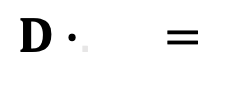 D · =